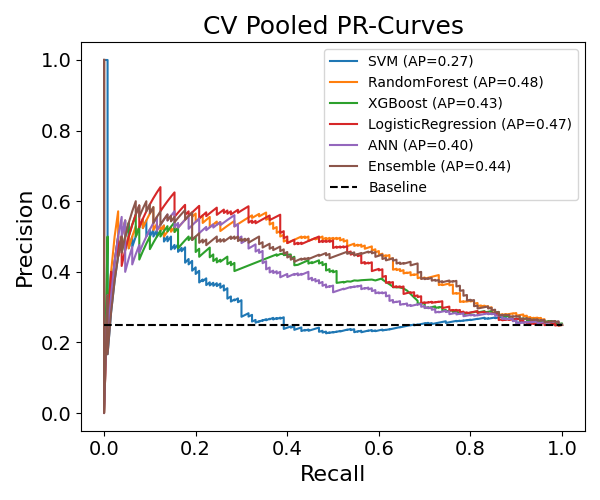 CV Pooled PR-Curves
SVM (AP=0.27)
RandomForest (AP=0.48)
XGBoost (AP=0.43)
LogisticRegression (AP=0.47)
ANN (AP=0.40)
Ensemble (AP=0.44)
Baseline
Precision
1.0
0.8
0.6
0.4
0.2
0.0
0.0 0.2 0.4 0.6 0.8 1.0
Recall